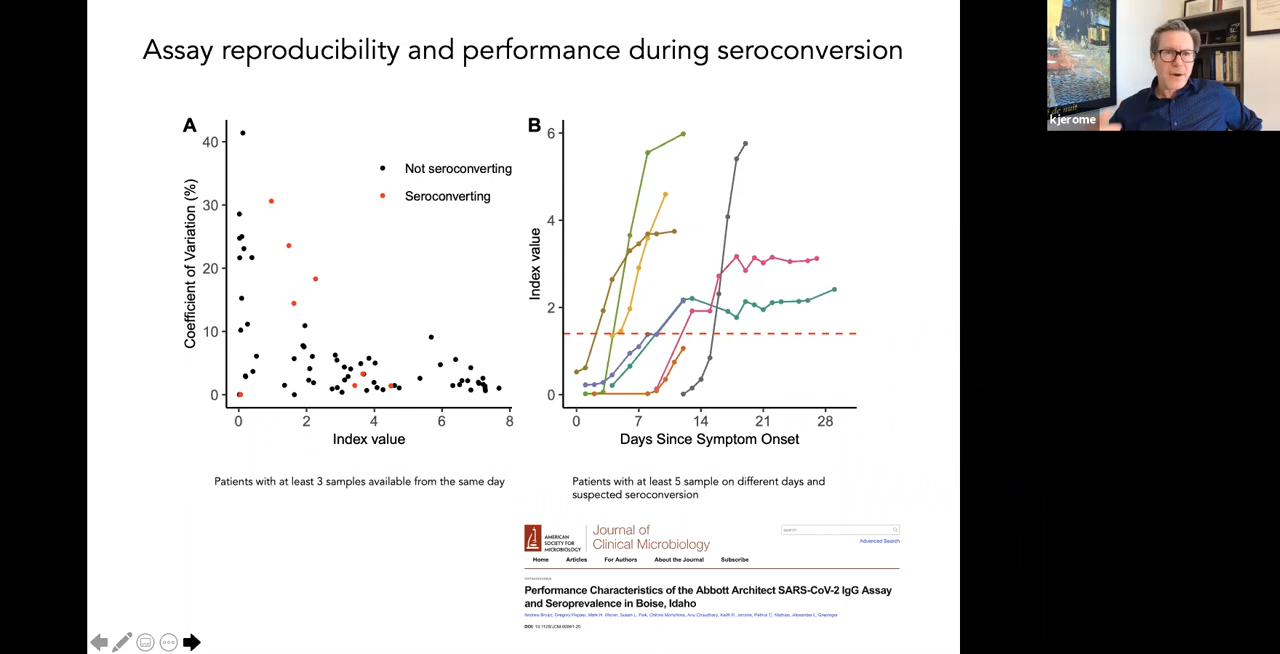 Assay reproducibility and performance during seroconversion
kjerome
A
B
40
30
20
10
0
Coefficient of Variation (%)
Not seroconverting
Seroconverting
0 2 4 6 8
Index value
6
4
2
0
Index value
0 7 14 21 28
Days Since Symptom Onset
Patients with at least 3 samples available from the same day
Patients with at least 5 sample on different days and
suspected seroconversion
AMERICAN
SOCIETY FOR
MICROBIOLOGY
Journal of
Clinical Microbiology
search
Advanced Search
Home Articles For Authors About the Journal Subscribe
Performance Characteristics of the Abbott Architect SARS-CoV-2 IgG Assay
and Seroprevalence in Boise, Idaho
DOI: 10.1128/JCM.00941-20